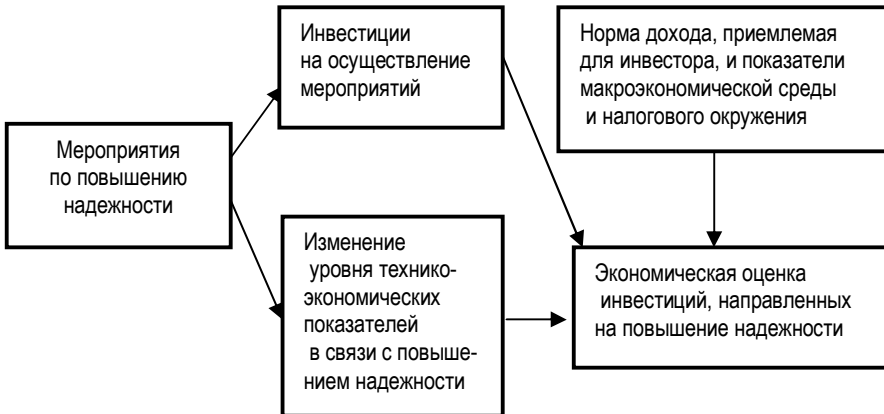 Мероприятия
по повышению
надежности
Инвестиции
на осуществление
мероприятий
Норма дохода, приемлемая
для инвестора, и показатели
макроэкономической среды
и налогового окружения
Изменение
уровня технико-
экономических
показателей
в связи с повыше-
нием надежности
Экономическая оценка
инвестиций, направленных
на повышение надежности